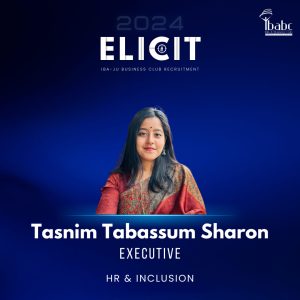 2024
ELICIT
IBA-JU BUSINESS CLUB RECRUITMENT
ibabc
Tasnim Tabassum Sharon
EXECUTIVE
HR & INCLUSION